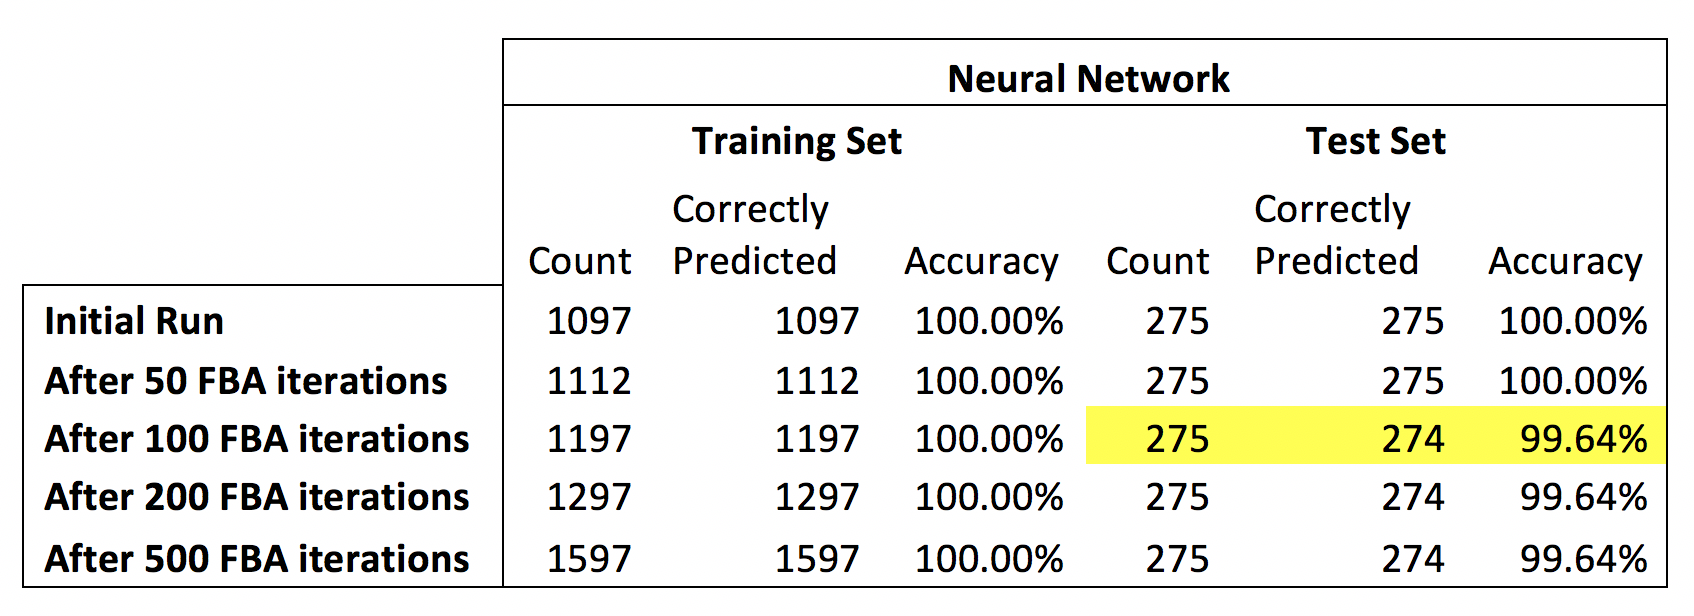 Neural Network
Training Set Test Set
Correctly Correctly
Count Predicted Accuracy Count Predicted Accuracy
Initial Run 1097 1097 100.00% 275 275 100.00%
After 50 FBA iterations 1112 1112 100.00% 275 275 100.00%
After 100 FBA iterations 1197 1197 100.00% 275 274 99.64%
After 200 FBA iterations 1297 1297 100.00% 275 274 99.64%
After 500 FBA iterations 1597 1597 100.00% 275 274 99.64%